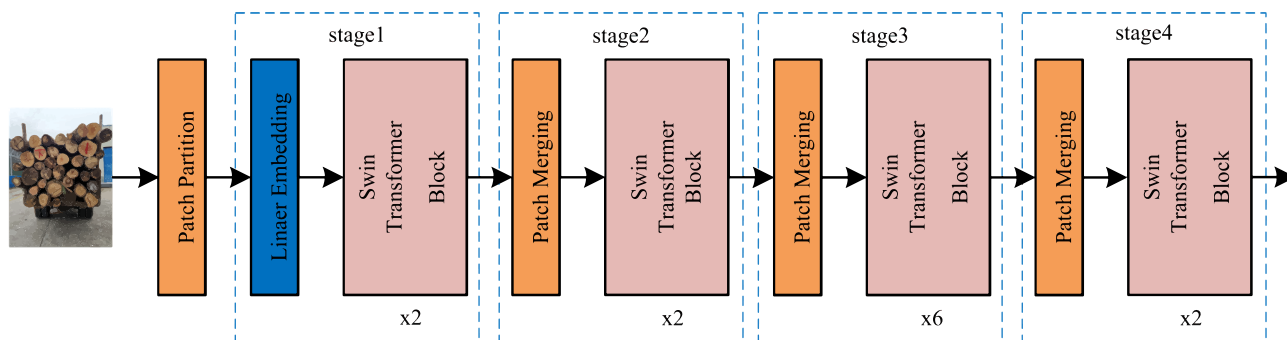 stage1
stage2
stage3
stage4
Patch Partition
Linaer Embedding
Swin
Transformer
Block
x2
Patch Merging
Swin
Transformer
Block
x2
Patch Merging
Swin
Transformer
Block
x6
Patch Merging
Swin
Transformer
Block
x2